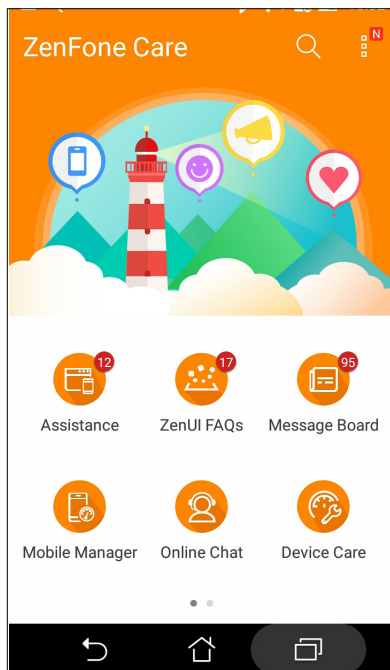 ZenFone Care
N
12
17
95
Assistance
ZenUI FAQs
Message Board
Mobile Manager
Online Chat
Device Care